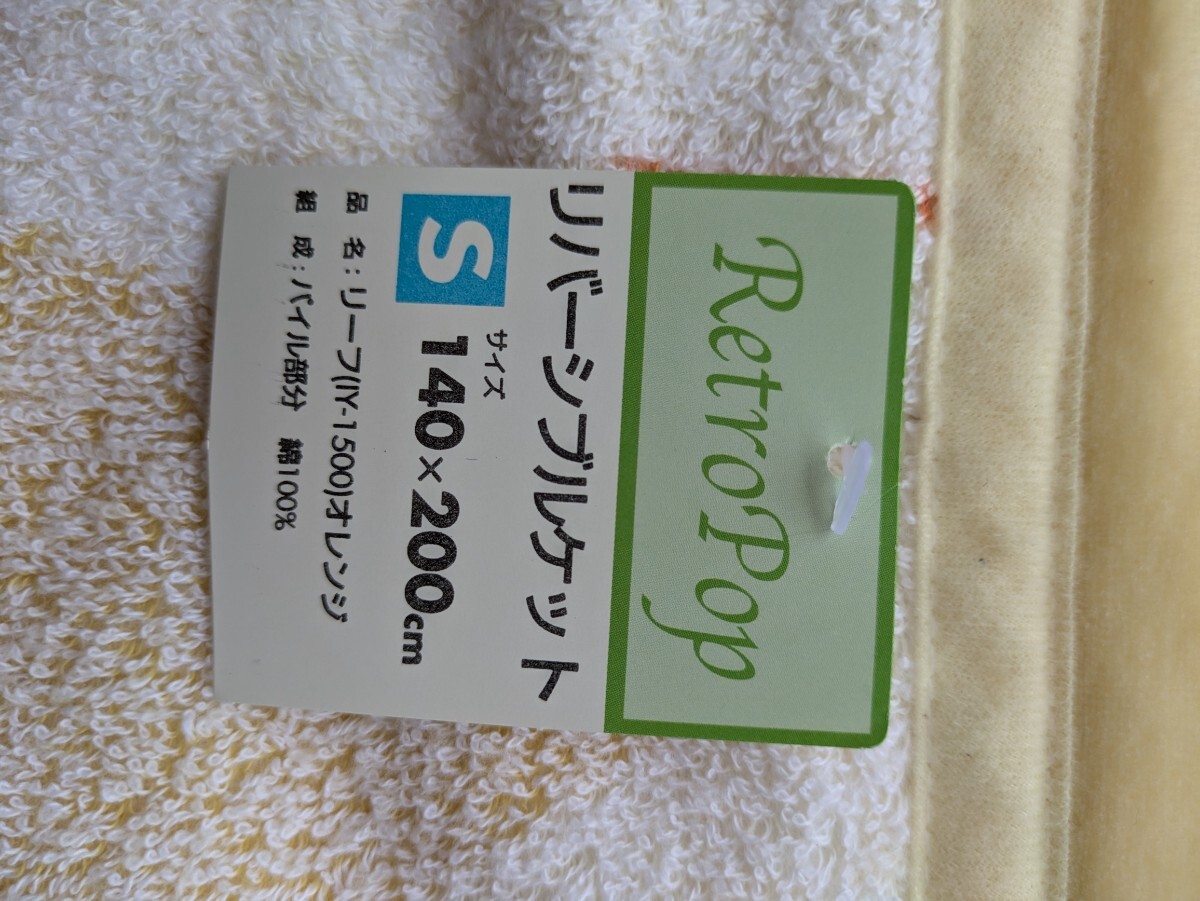 RetroPop
リバーシブルケット
S
サイズ
140×200cm
品 名:リーフ(IY-1500)オレンジ
組 成:パイル部分 綿100%